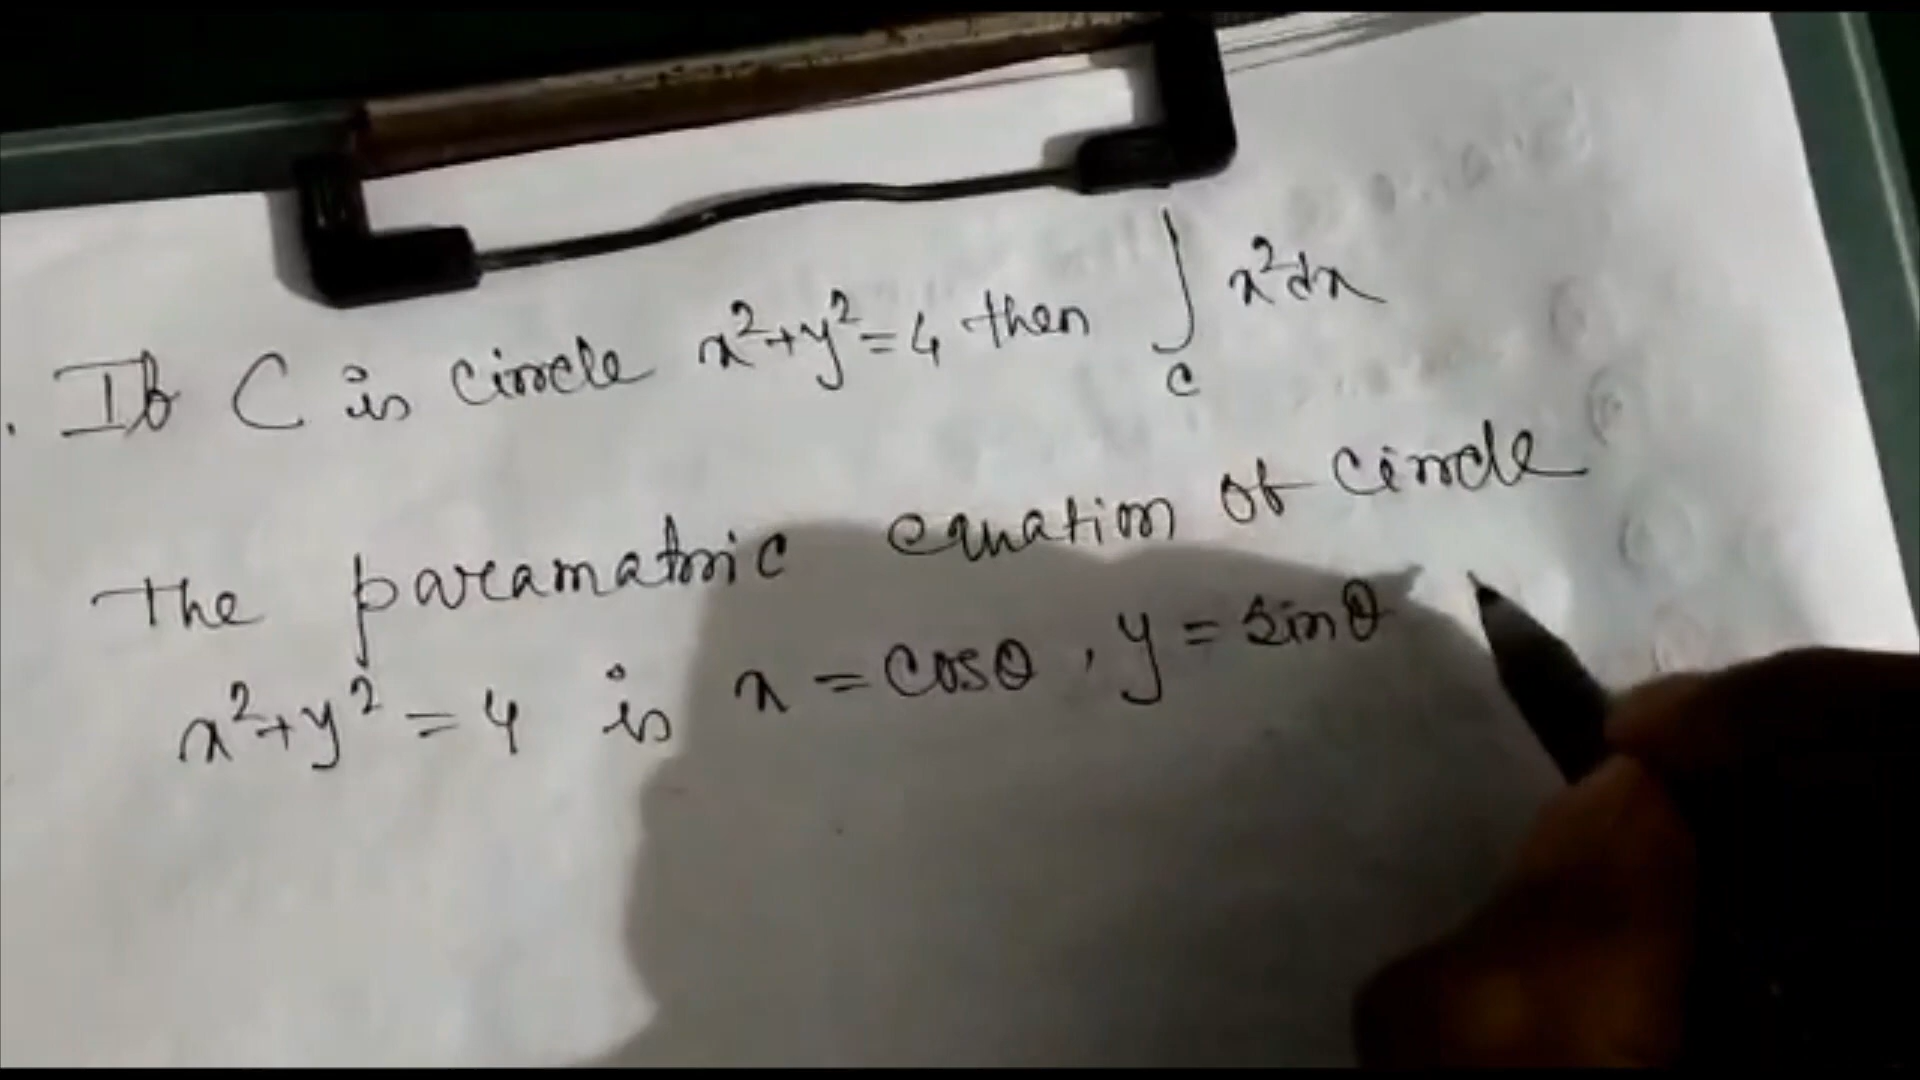 . If C is circle x²+y²=4 then ∫_C x²dx
The paramatric equation of circle
x²+y²=4 is x = cosθ, y = sinθ